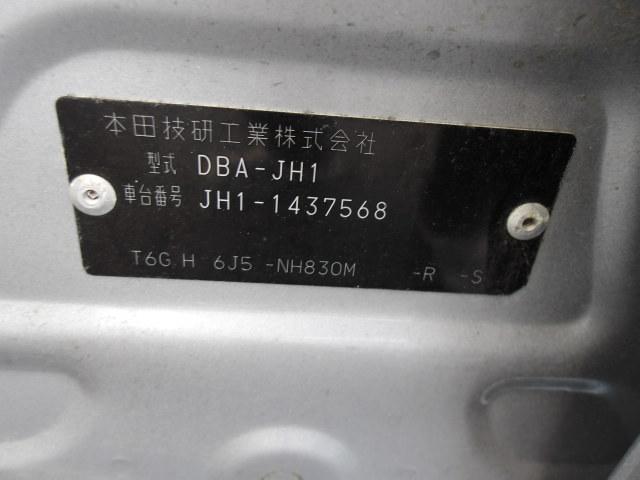 本田技研工業株式会社
型式 DBA-JH1
車台番号 JH1-1437568
T6G H 6J5 -NH830M -R -S